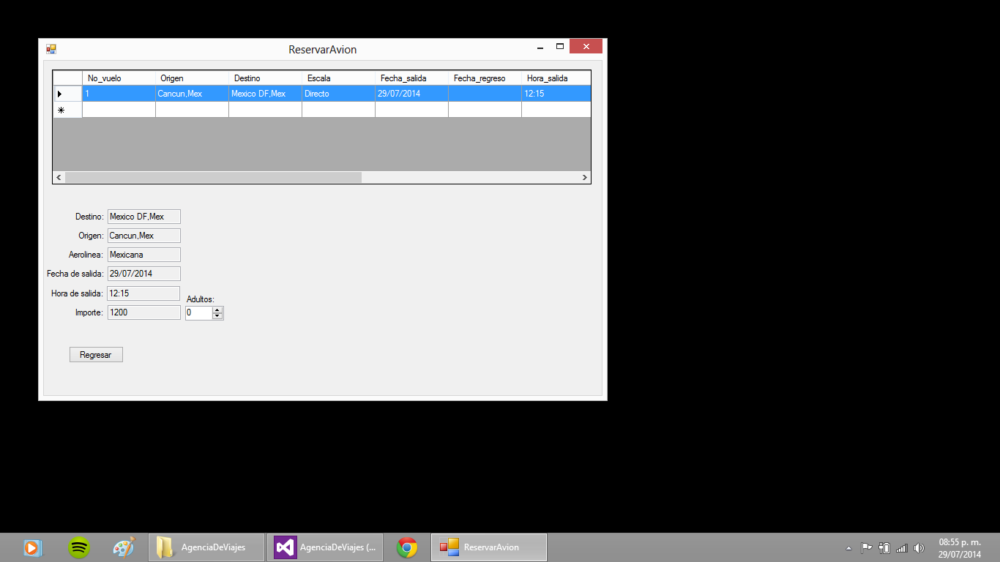 ReservarAvion
No_vuelo Origen Destino Escala Fecha_salida Fecha_regreso Hora_salida
1 Cancun,Mex Mexico DF,Mex Directo 29/07/2014 12:15
Destino: Mexico DF,Mex
Origen: Cancun,Mex
Aerolinea: Mexicana
Fecha de salida: 29/07/2014
Hora de salida: 12:15
Adultos:
Importe: 1200 0
Regresar
AgenciaDeViajes AgenciaDeViajes (... ReservarAvion
08:55 p. m.
29/07/2014